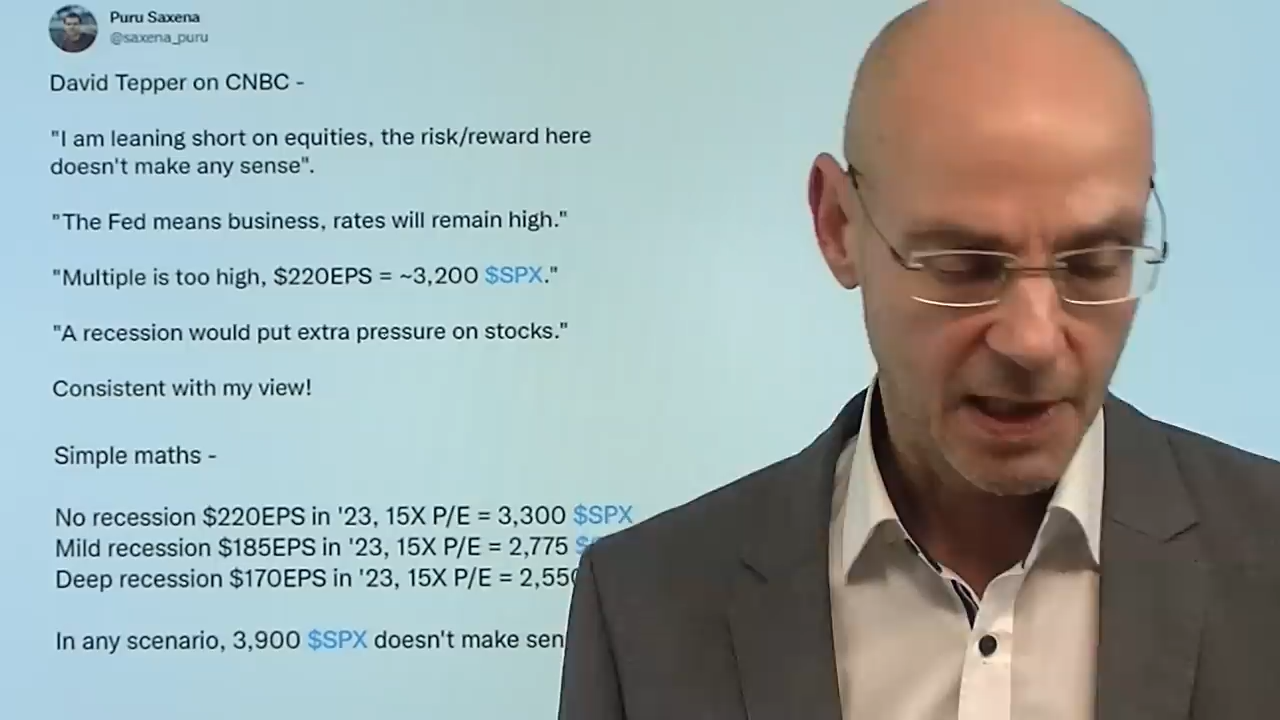 Puru Saxena
@saxena_puru
David Tepper on CNBC -
"I am leaning short on equities, the risk/reward here
doesn't make any sense".
"The Fed means business, rates will remain high."
"Multiple is too high, $220EPS = ~3,200 $SPX."
"A recession would put extra pressure on stocks."
Consistent with my view!
Simple maths -
No recession $220EPS in '23, 15X P/E = 3,300 $SPX
Mild recession $185EPS in '23, 15X P/E = 2,775
Deep recession $170EPS in '23, 15X P/E =
In any scenario, 3,900 $SPX doesn't make